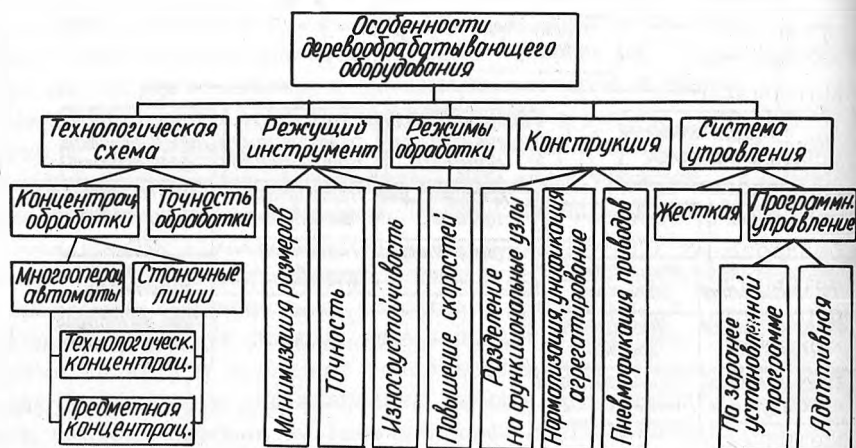 Особенности
деревообрабатывающего
оборудования
Технологическая
схема
Режущий
инструмент
Режимы
обработки
Конструкция
Система
управления
Концентрац.
обработки
Точность
обработки
Жесткая
Программн.
управление
Многооперац.
автоматы
Станочные
линии
Технологическ.
концентрац.
Предметная
концентрац.
Минимизация размеров
Точность
Износоустойчивость
Повышение скоростей
Разделение
на функциональные узлы
Нормализация, унификация
агрегатирование
Пневмофикация приводов
По заранее
установленной
программе
Адаптивная